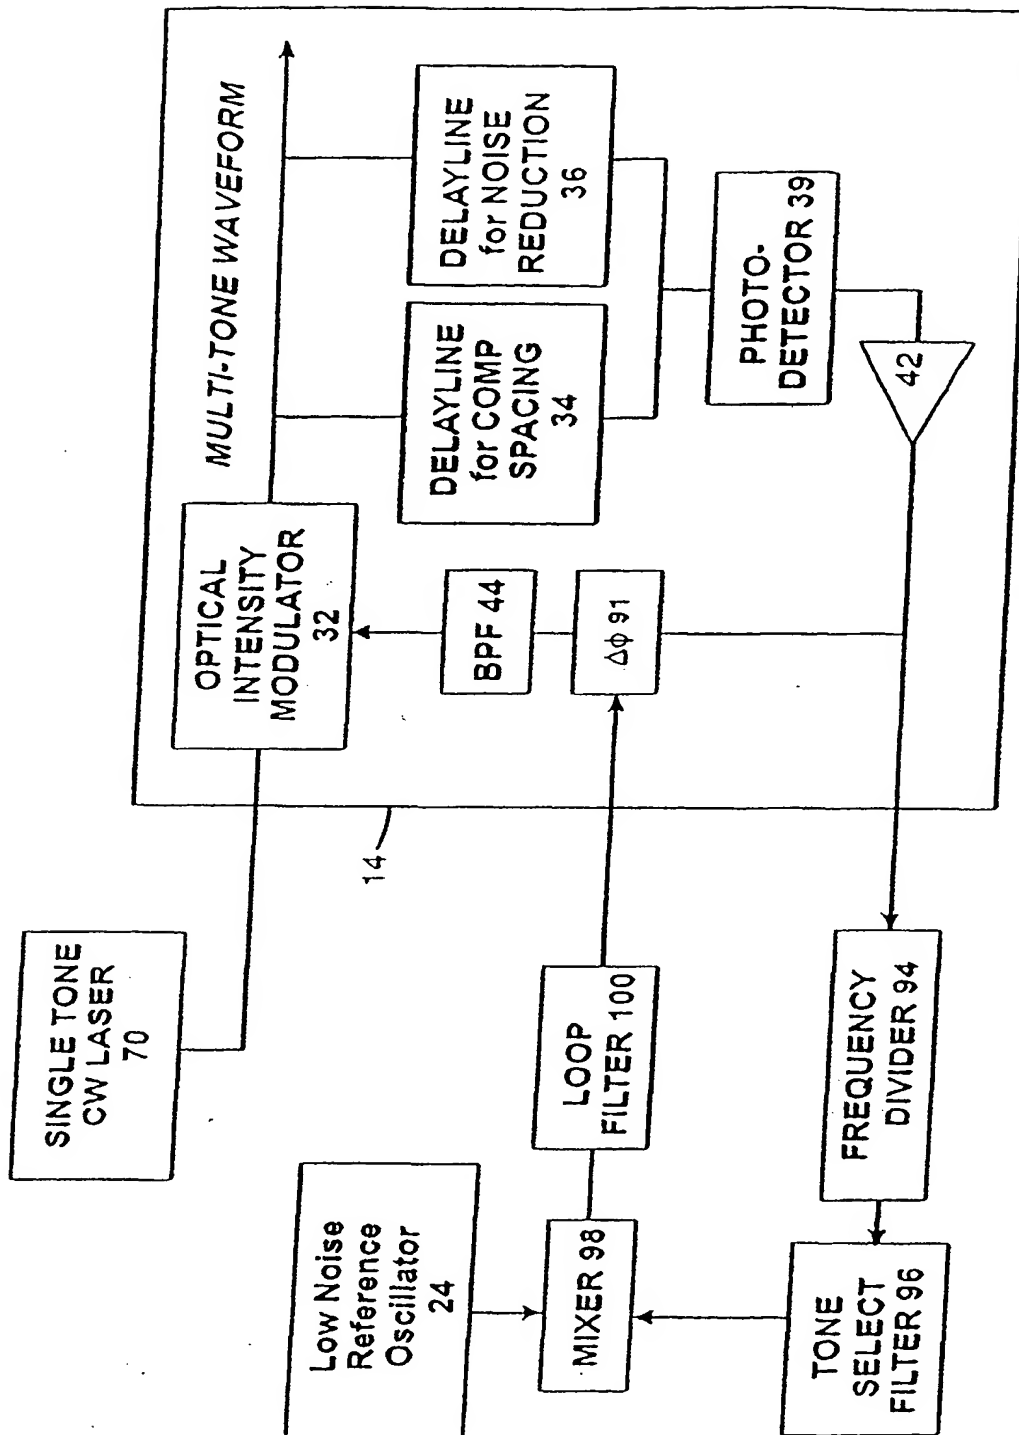 SINGLE TONE
CW LASER
70
Low Noise
Reference
Oscillator
24
MIXER 98
LOOP
FILTER 100
TONE
SELECT
FILTER 96
FREQUENCY
DIVIDER 94
14
OPTICAL
INTENSITY
MODULATOR
32
MULTI-TONE WAVEFORM
BPF 44
Δϕ 91
DELAYLINE
for COMP
SPACING
34
DELAYLINE
for NOISE
REDUCTION
36
PHOTO-
DETECTOR 39
42